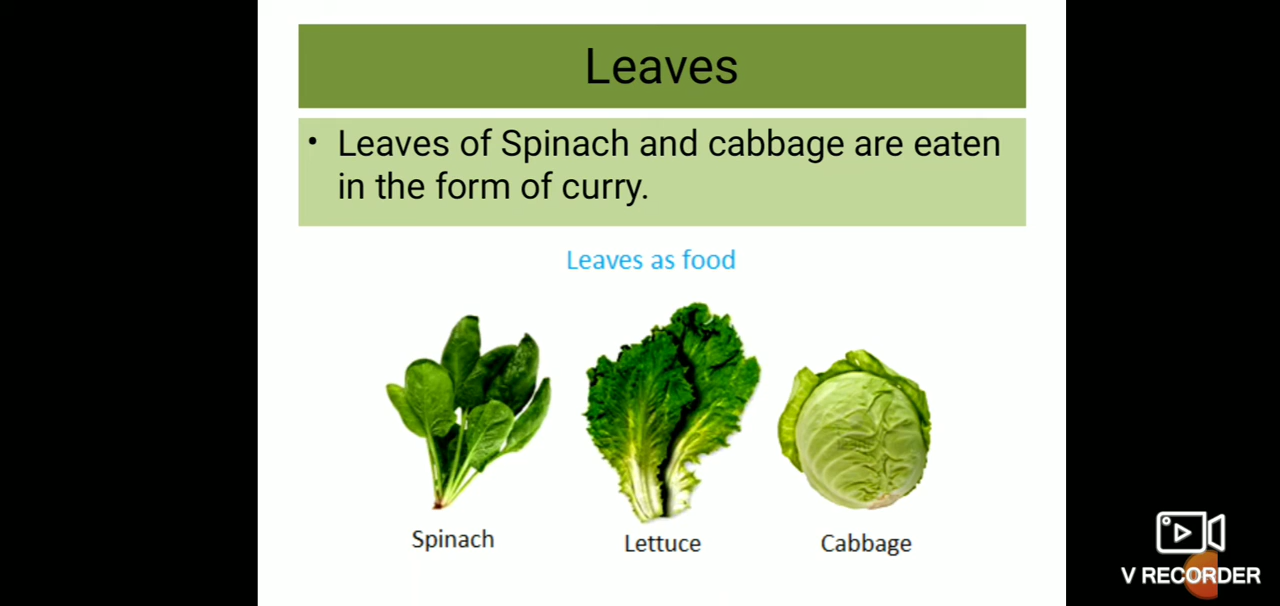 Leaves
• Leaves of Spinach and cabbage are eaten
in the form of curry.
Leaves as food
Spinach
Lettuce
Cabbage
V RECORDER